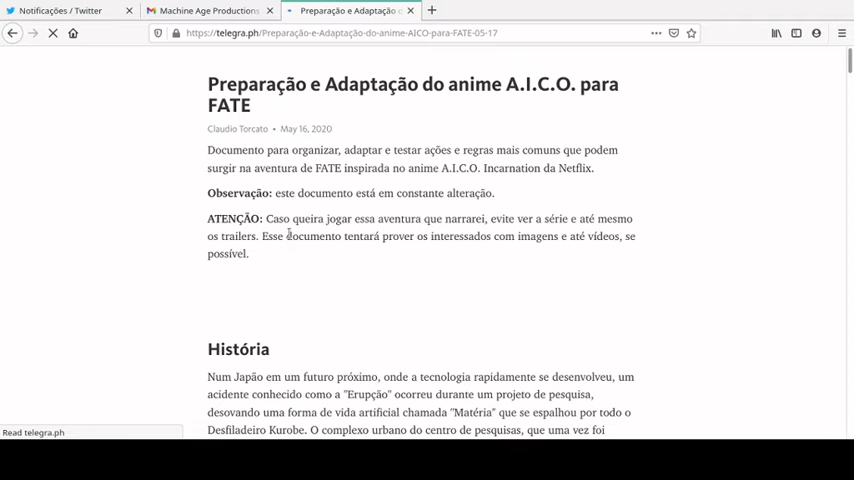 Notificações / Twitter
Machine Age Productions
Preparação e Adaptação d
https://telegra.ph/Preparação-e-Adaptação-do-anime-AICO-para-FATE-05-17
Preparação e Adaptação do anime A.I.C.O. para
FATE
Claudio Torcato • May 16, 2020
Documento para organizar, adaptar e testar ações e regras mais comuns que podem
surgir na aventura de FATE inspirada no anime A.I.C.O. Incarnation da Netflix.
Observação: este documento está em constante alteração.
ATENÇÃO: Caso queira jogar essa aventura que narrarei, evite ver a série e até mesmo
os trailers. Esse documento tentará prover os interessados com imagens e até vídeos, se
possível.
História
Num Japão em um futuro próximo, onde a tecnologia rapidamente se desenvolveu, um
acidente conhecido como a "Erupção" ocorreu durante um projeto de pesquisa,
desovando uma forma de vida artificial chamada "Matéria" que se espalhou por todo o
Desfiladeiro Kurobe. O complexo urbano do centro de pesquisas, que uma vez foi
Read telegra.ph